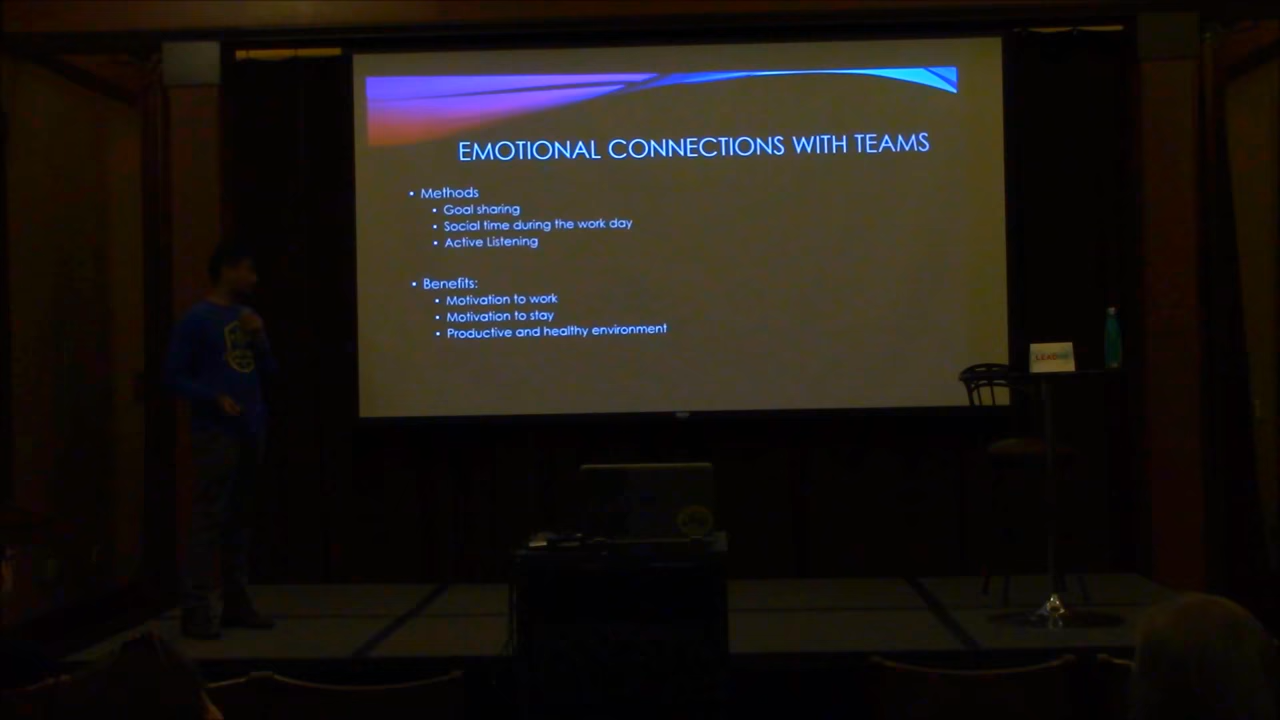 EMOTIONAL CONNECTIONS WITH TEAMS
• Methods
• Goal sharing
• Social time during the work day
• Active Listening
• Benefits:
• Motivation to work
• Motivation to stay
• Productive and healthy environment
LEAD